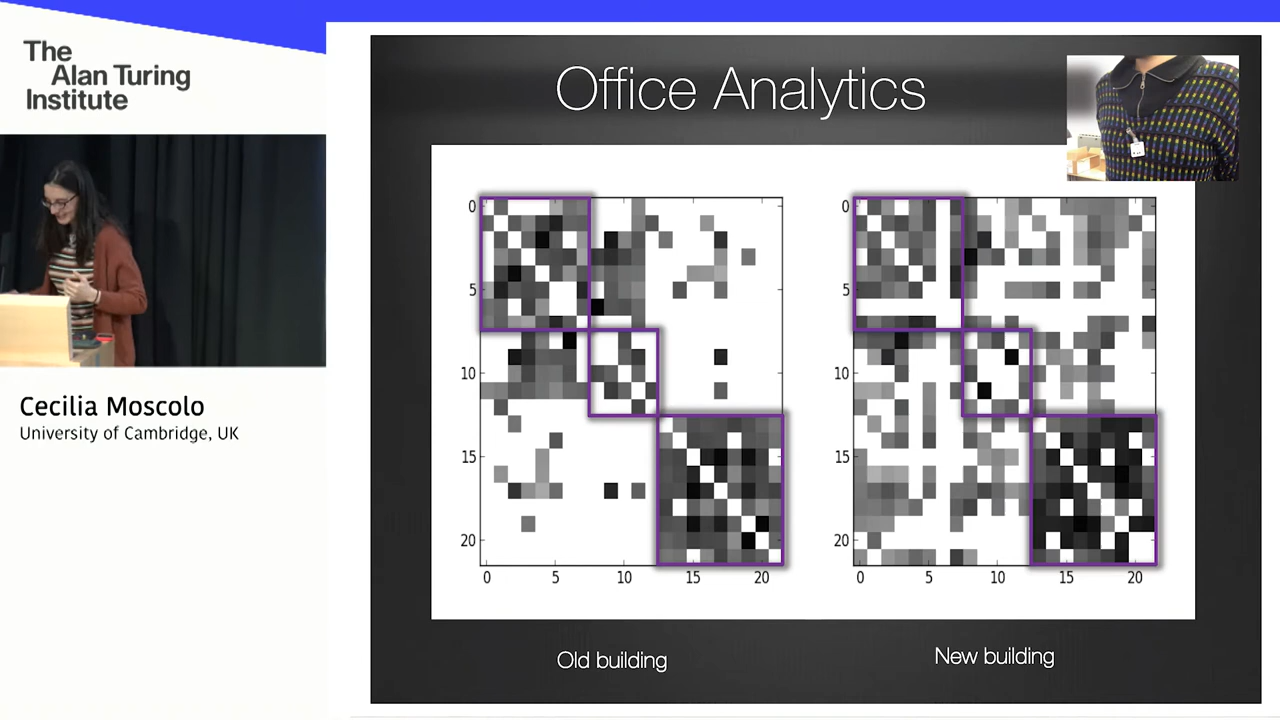 The
Alan Turing
Institute
Cecilia Moscolo
University of Cambridge, UK
Office Analytics
0
5
10
15
20
0
5
10
15
20
0
5
10
15
20
0
5
10
15
20
Old building
New building